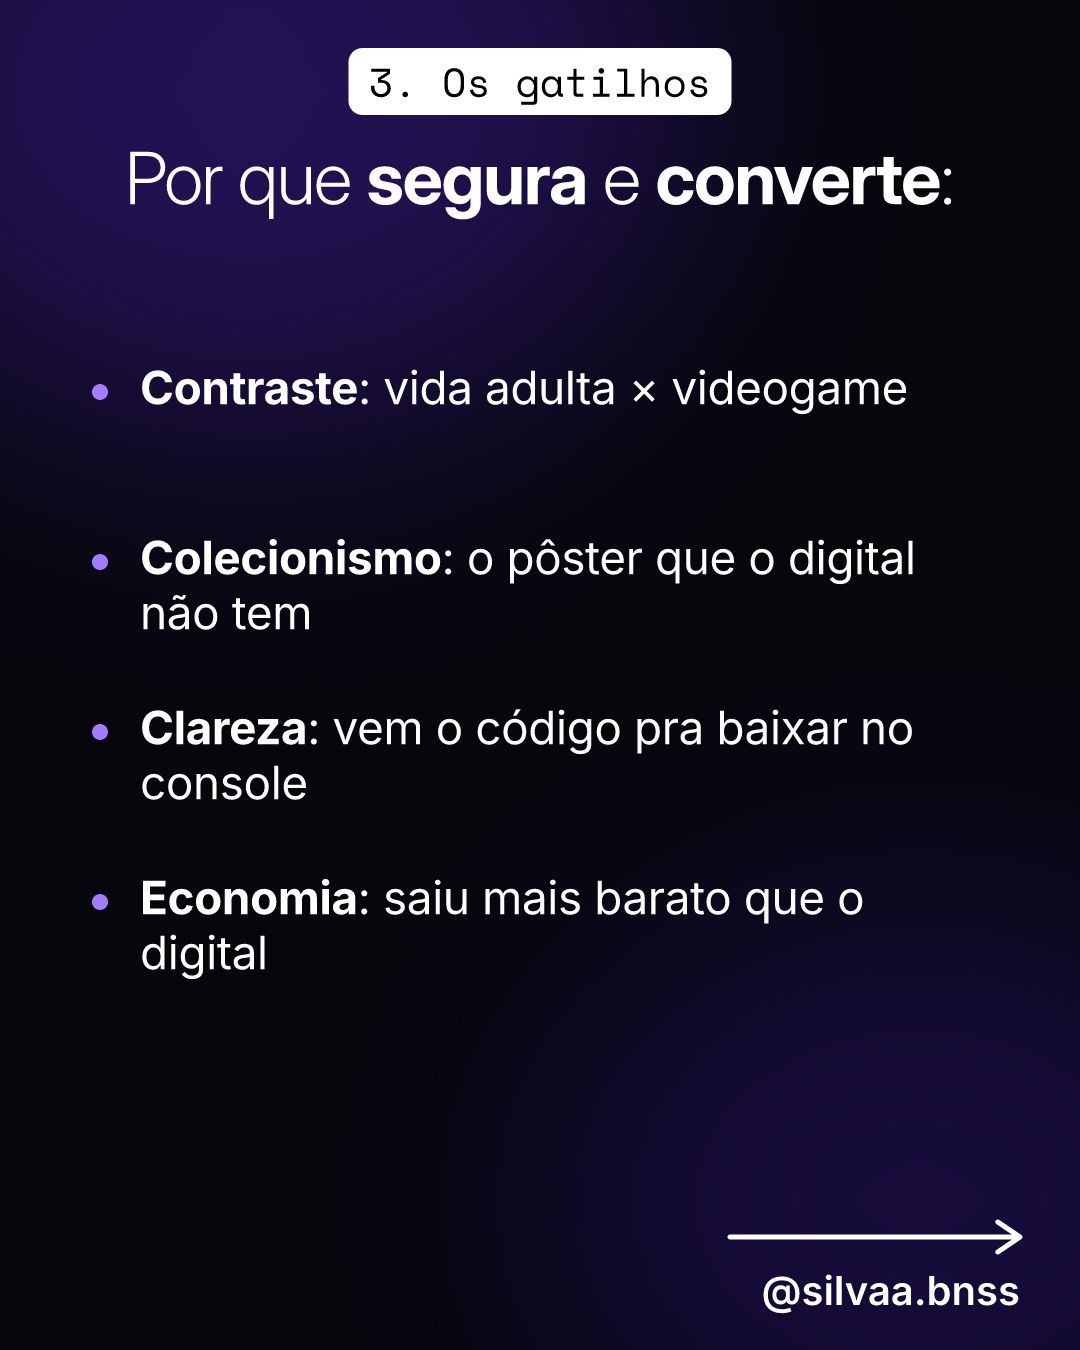 3. Os gatilhos
Por que segura e converte:
• Contraste: vida adulta × videogame
• Colecionismo: o pôster que o digital
não tem
• Clareza: vem o código pra baixar no
console
• Economia: saiu mais barato que o
digital
@silvaa.bnss